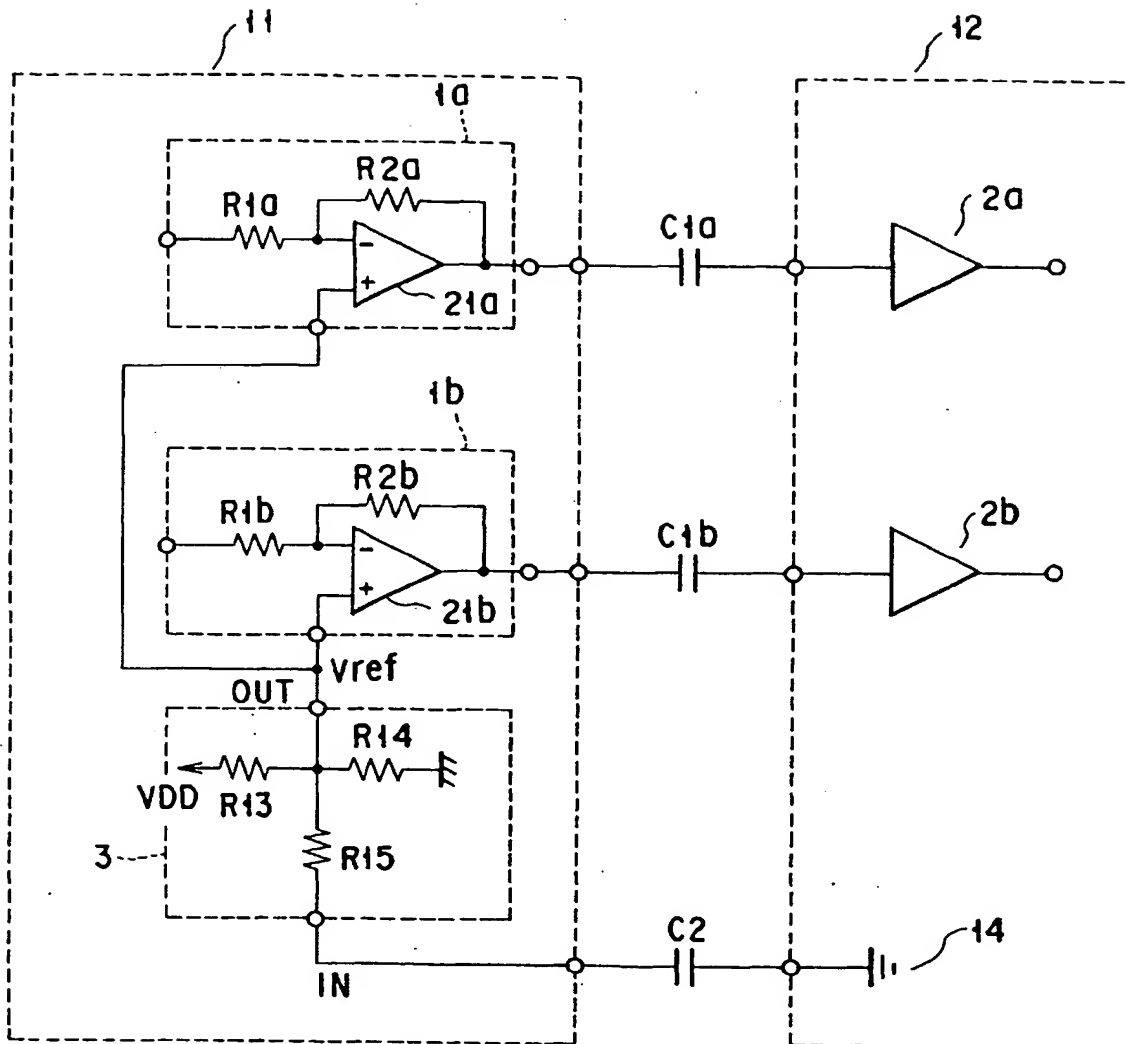 11
12
1a
R2a
R1a
-
+
21a
C1a
2a
1b
R2b
R1b
-
+
21b
C1b
2b
Vref
OUT
R14
VDD
R13
3
R15
C2
14
IN